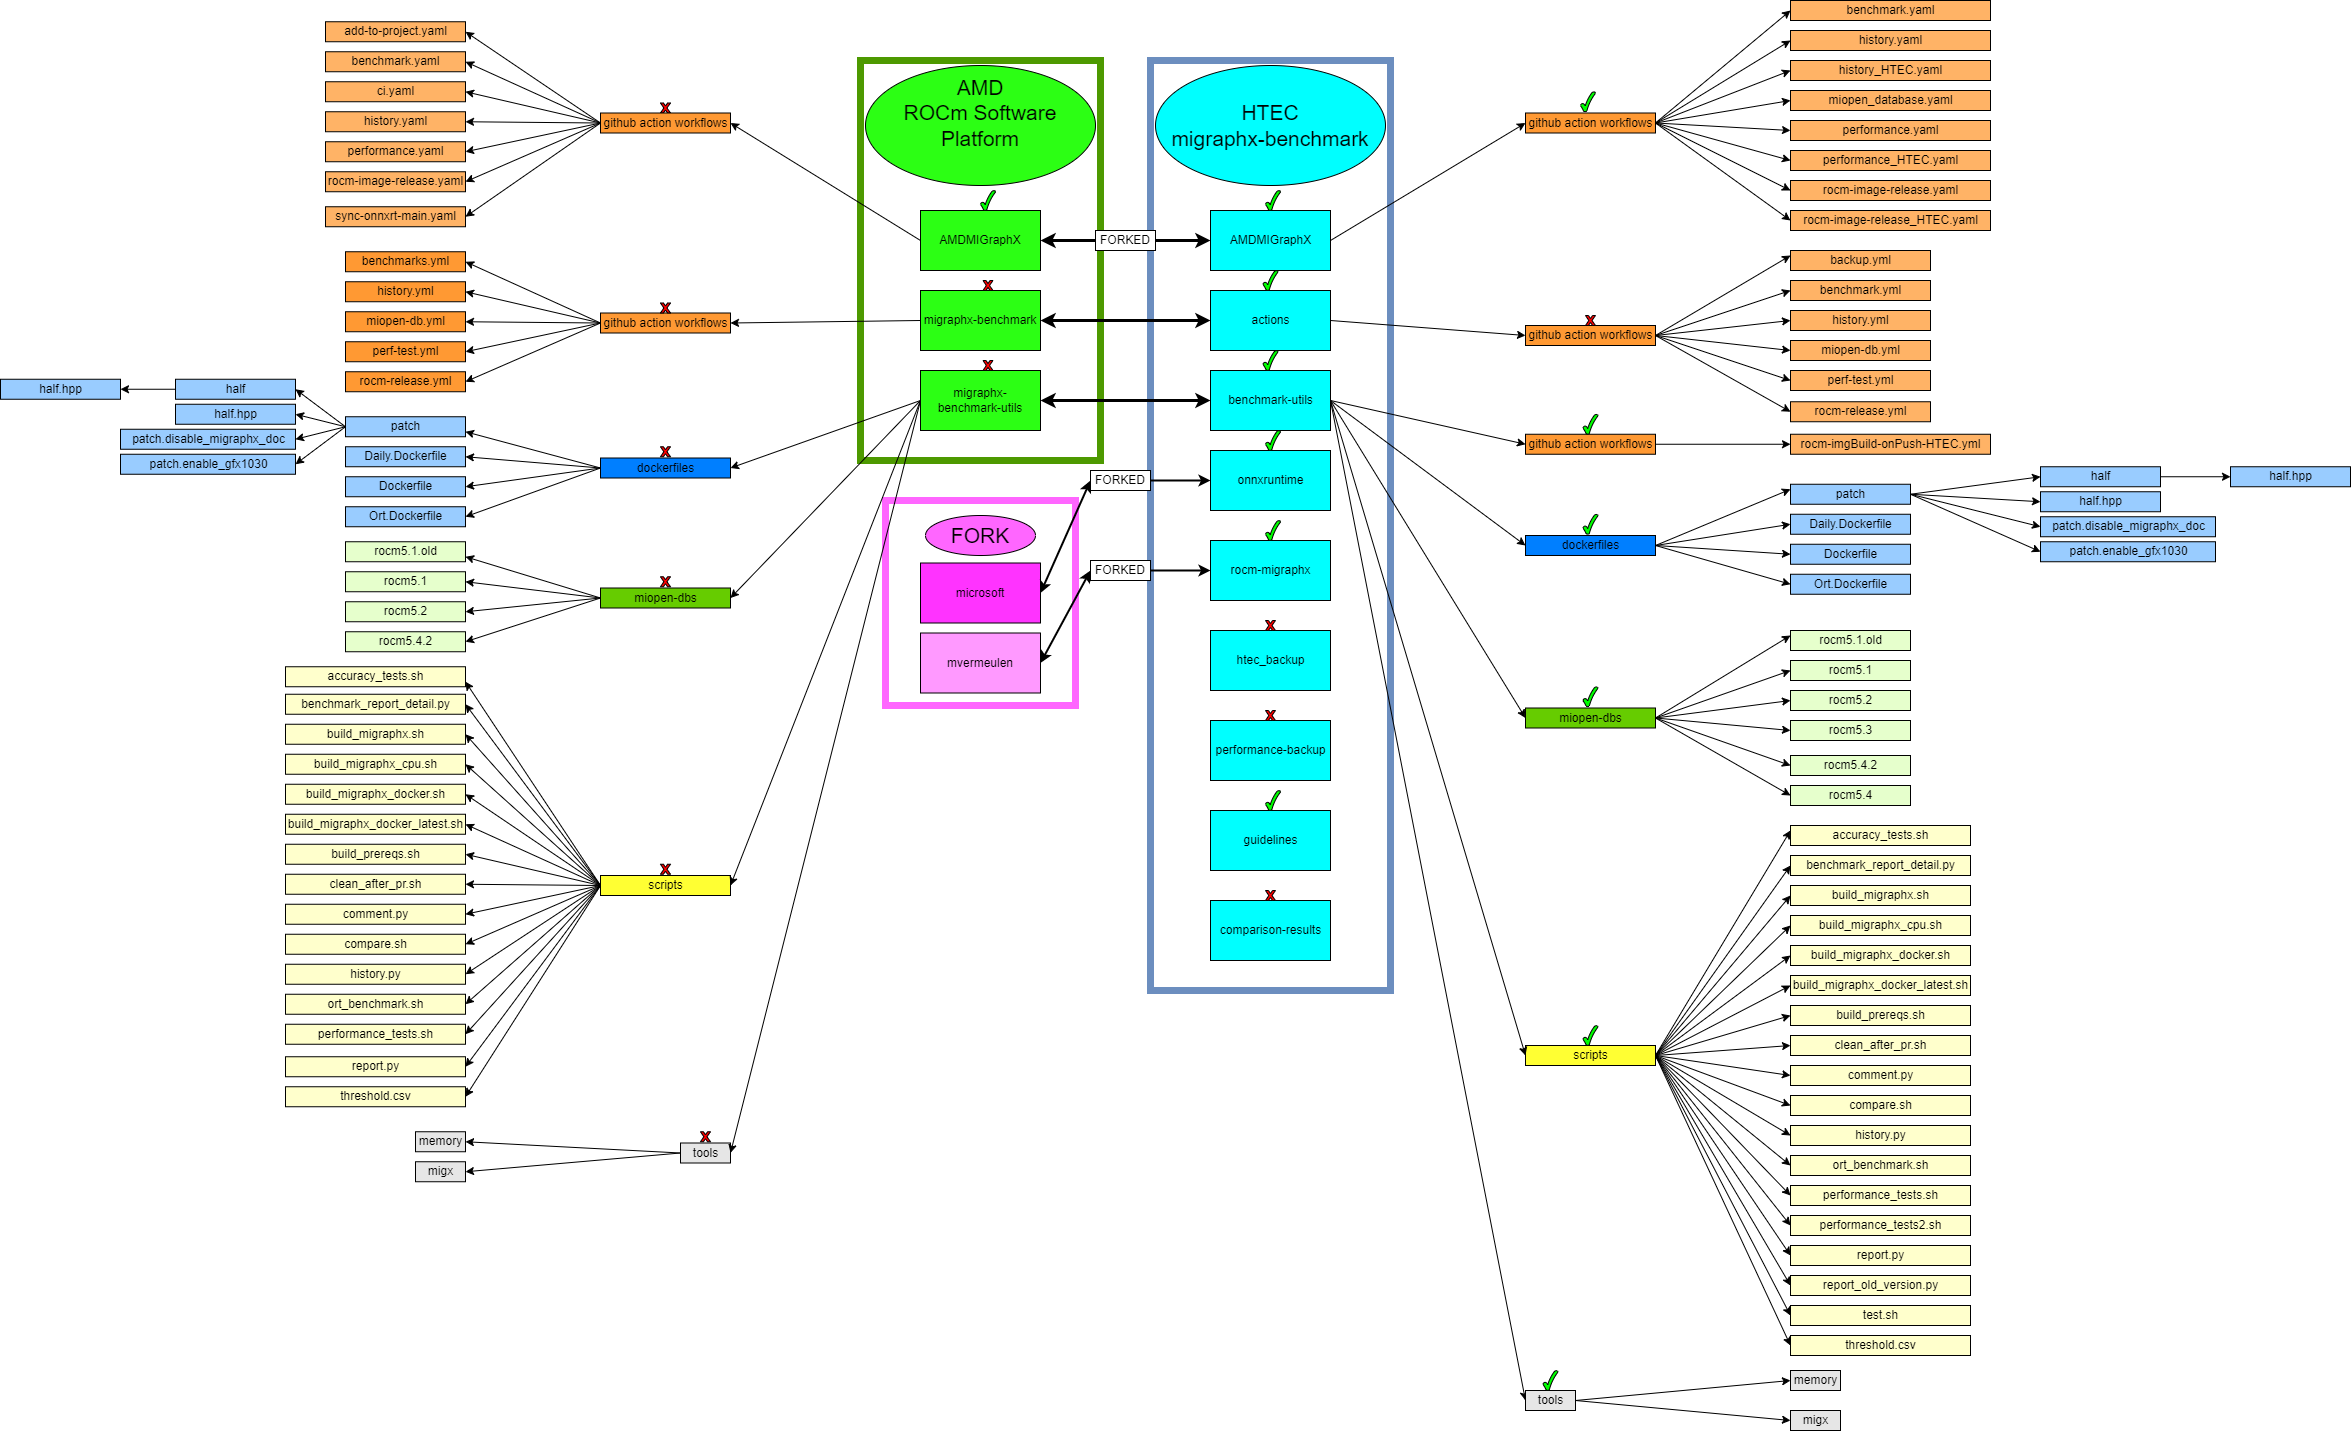 add-to-project.yaml
benchmark.yaml
ci.yaml
history.yaml
performance.yaml
rocm-image-release.yaml
sync-onnxrt-main.yaml
X
github action workflows
benchmarks.yml
history.yml
miopen-db.yml
perf-test.yml
rocm-release.yml
X
github action workflows
half.hpp
half
half.hpp
patch.disable_migraphx_doc
patch.enable_gfx1030
patch
Daily.Dockerfile
Dockerfile
Ort.Dockerfile
X
dockerfiles
rocm5.1.old
rocm5.1
rocm5.2
rocm5.4.2
X
miopen-dbs
accuracy_tests.sh
benchmark_report_detail.py
build_migraphx.sh
build_migraphx_cpu.sh
build_migraphx_docker.sh
build_migraphx_docker_latest.sh
build_prereqs.sh
clean_after_pr.sh
comment.py
compare.sh
history.py
ort_benchmark.sh
performance_tests.sh
report.py
threshold.csv
X
scripts
memory
migx
X
tools
AMD
ROCm Software
Platform
AMDMIGraphX
X
migraphx-benchmark
X
migraphx-
benchmark-utils
FORK
microsoft
mvermeulen
FORKED
FORKED
FORKED
HTEC
migraphx-benchmark
AMDMIGraphX
actions
benchmark-utils
onnxruntime
rocm-migraphx
X
htec_backup
X
performance-backup
guidelines
X
comparison-results
github action workflows
benchmark.yaml
history.yaml
history_HTEC.yaml
miopen_database.yaml
performance.yaml
performance_HTEC.yaml
rocm-image-release.yaml
rocm-image-release_HTEC.yaml
X
github action workflows
backup.yml
benchmark.yml
history.yml
miopen-db.yml
perf-test.yml
rocm-release.yml
github action workflows
rocm-imgBuild-onPush-HTEC.yml
dockerfiles
patch
Daily.Dockerfile
Dockerfile
Ort.Dockerfile
half
half.hpp
half.hpp
patch.disable_migraphx_doc
patch.enable_gfx1030
miopen-dbs
rocm5.1.old
rocm5.1
rocm5.2
rocm5.3
rocm5.4.2
rocm5.4
scripts
accuracy_tests.sh
benchmark_report_detail.py
build_migraphx.sh
build_migraphx_cpu.sh
build_migraphx_docker.sh
build_migraphx_docker_latest.sh
build_prereqs.sh
clean_after_pr.sh
comment.py
compare.sh
history.py
ort_benchmark.sh
performance_tests.sh
performance_tests2.sh
report.py
report_old_version.py
test.sh
threshold.csv
tools
memory
migx